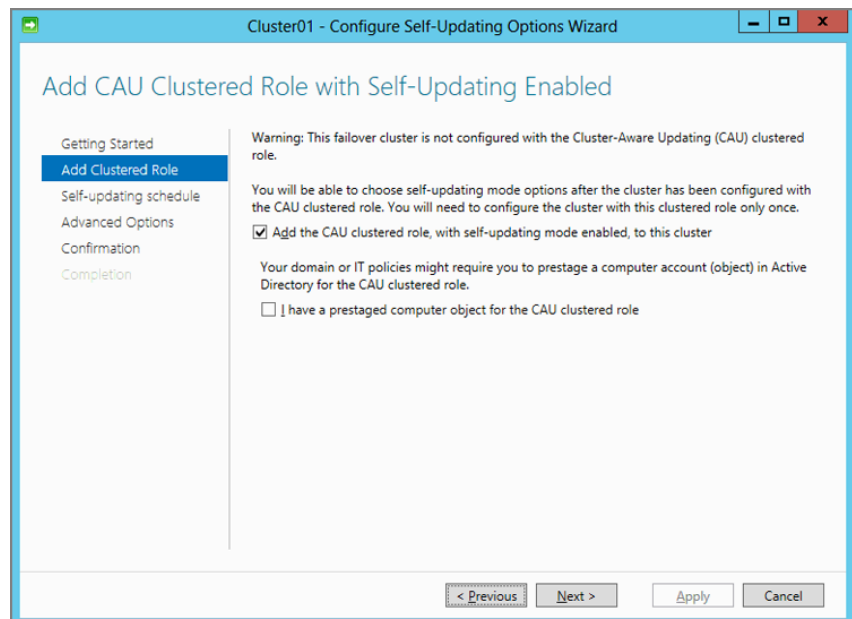 Cluster01 - Configure Self-Updating Options Wizard
Add CAU Clustered Role with Self-Updating Enabled
Getting Started
Add Clustered Role
Self-updating schedule
Advanced Options
Confirmation
Completion
Warning: This failover cluster is not configured with the Cluster-Aware Updating (CAU) clustered
role.
You will be able to choose self-updating mode options after the cluster has been configured with
the CAU clustered role. You will need to configure the cluster with this clustered role only once.
Add the CAU clustered role, with self-updating mode enabled, to this cluster
Your domain or IT policies might require you to prestage a computer account (object) in Active
Directory for the CAU clustered role.
I have a prestaged computer object for the CAU clustered role
< Previous
Next >
Apply
Cancel